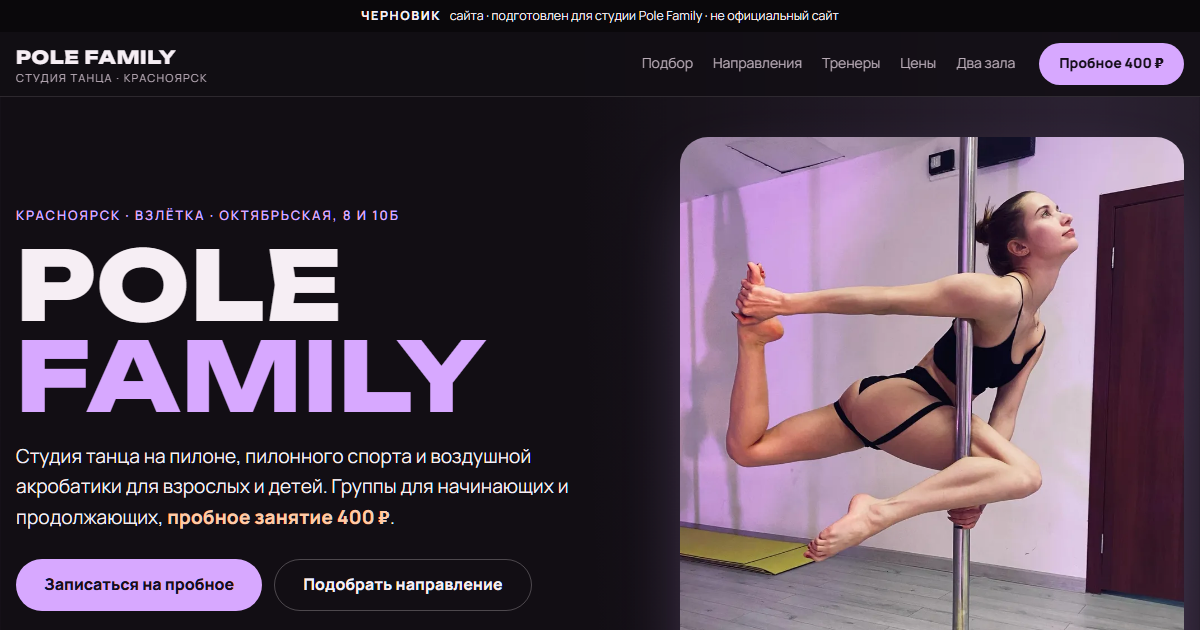 ЧЕРНОВИК сайта · подготовлен для студии Pole Family · не официальный сайт
POLE FAMILY
СТУДИЯ ТАНЦА · КРАСНОЯРСК
Подбор Направления Тренеры Цены Два зала Пробное 400 ₽
КРАСНОЯРСК · ВЗЛЁТКА · ОКТЯБРЬСКАЯ, 8 И 10Б
POLE
FAMILY
Студия танца на пилоне, пилонного спорта и воздушной
акробатики для взрослых и детей. Группы для начинающих и
продолжающих, пробное занятие 400 ₽.
Записаться на пробное Подобрать направление